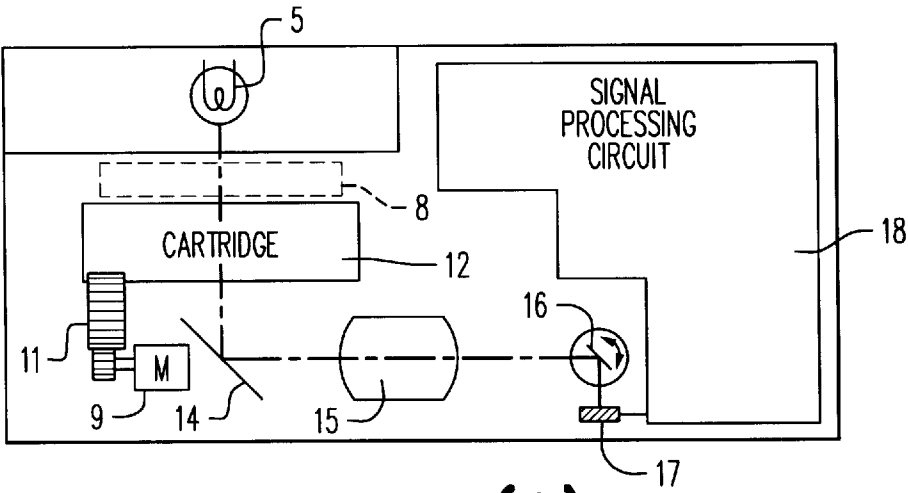 5
SIGNAL
PROCESSING
CIRCUIT
8
18
CARTRIDGE
12
16
11
M
9
14
15
17